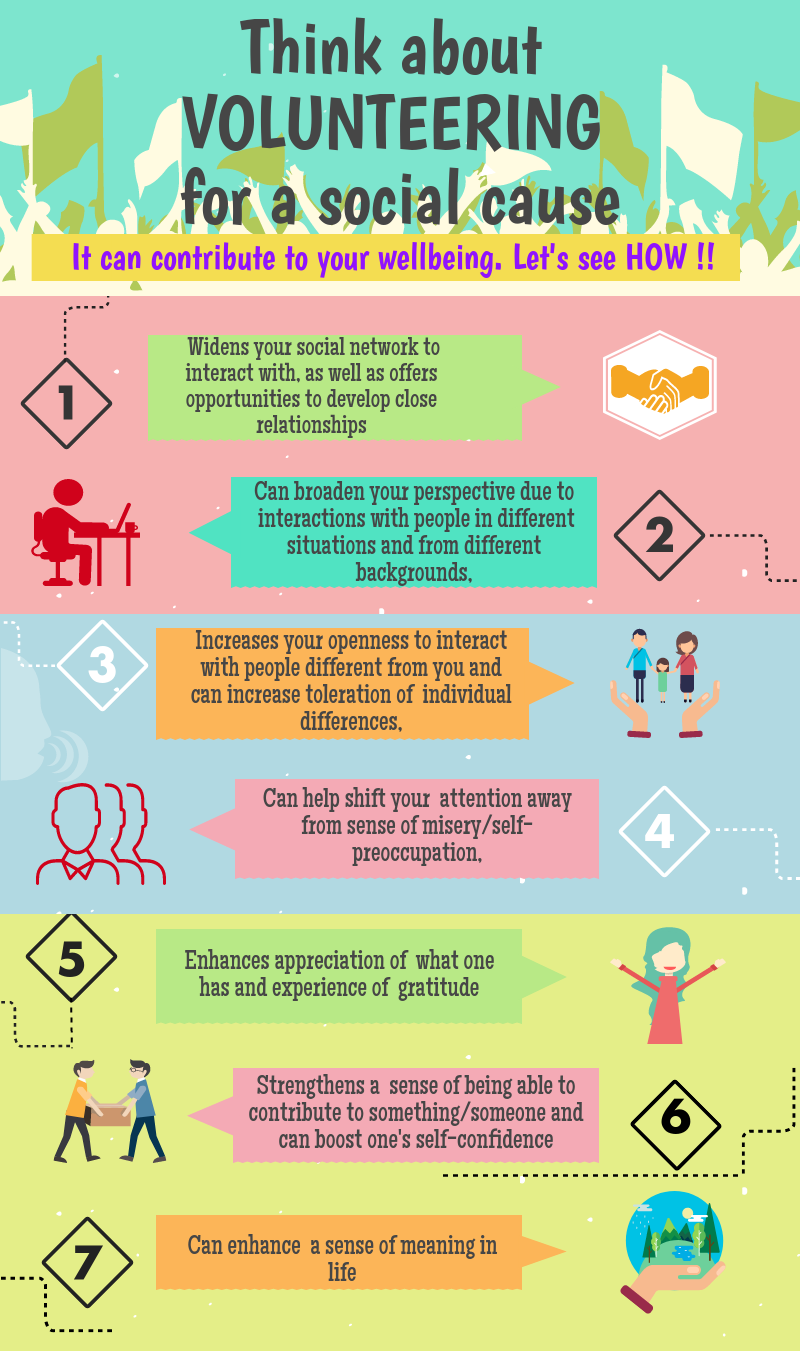 Think about
VOLUNTEERING
for a social cause
It can contribute to your wellbeing. Let's see HOW !!
1
Widens your social network to
interact with, as well as offers
opportunities to develop close
relationships
Can broaden your perspective due to
interactions with people in different
situations and from different
backgrounds,
2
3
Increases your openness to interact
with people different from you and
can increase toleration of individual
differences,
Can help shift your attention away
from sense of misery/self-
preoccupation,
4
5
Enhances appreciation of what one
has and experience of gratitude
Strengthens a sense of being able to
contribute to something/someone and
can boost one's self-confidence
6
7
Can enhance a sense of meaning in
life